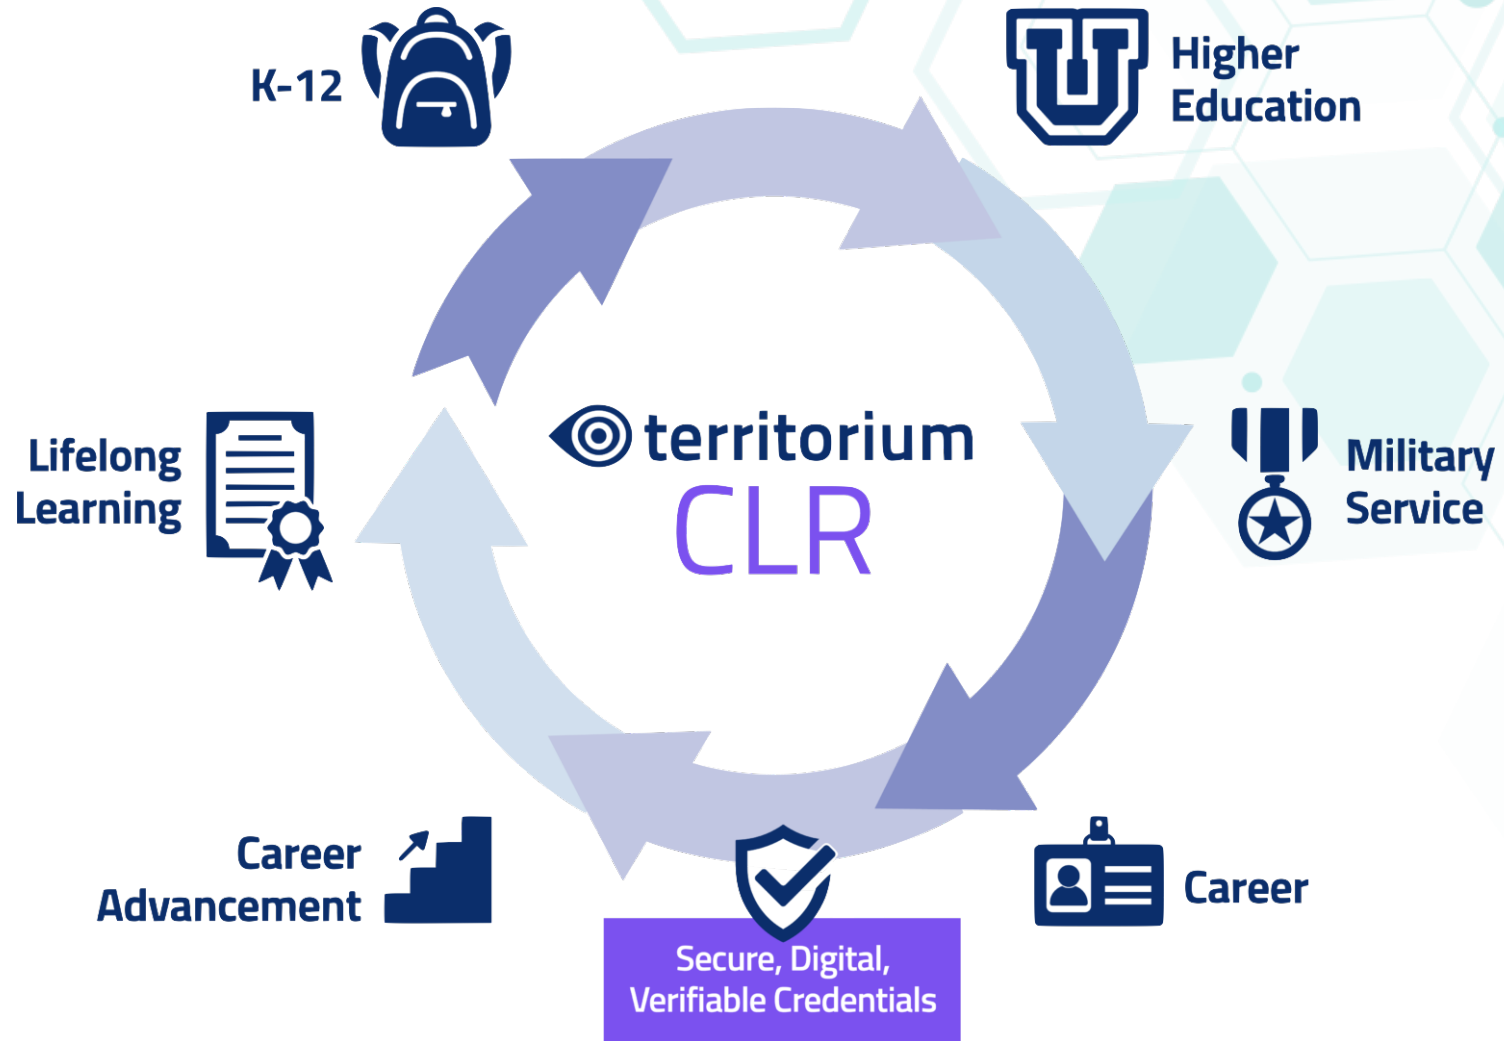 K-12
Higher
Education
territorium
CLR
Lifelong
Learning
Military
Service
Career
Advancement
Career
Secure, Digital,
Verifiable Credentials